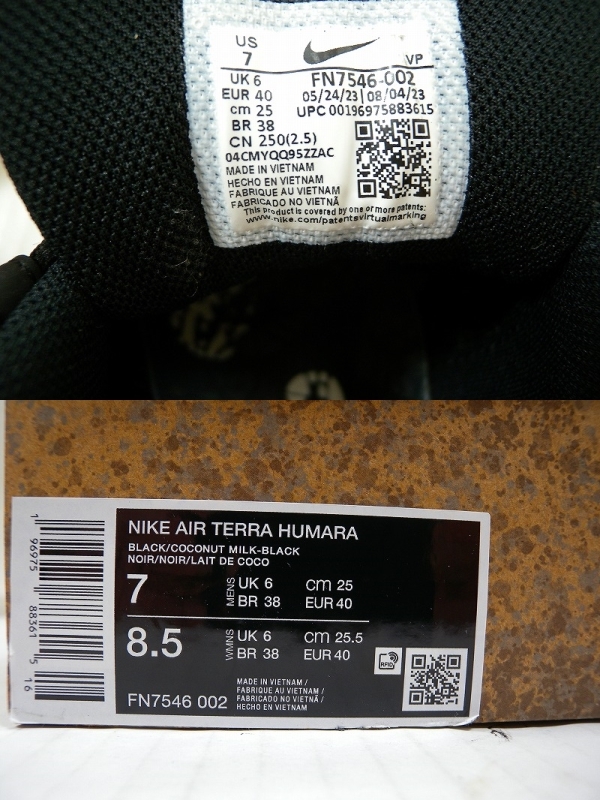 US
7
VP
UK 6
FN7546-002
EUR 40
05/24/23 | 08/04/23
cm 25
UPC 00196975883615
BR 38
CN 250(2.5)
04CMYQQ95ZZAC
MADE IN VIETNAM
HECHO EN VIETNAM
FABRIQUE AU VIETNAM
FABRICADO NO VIETNÃ
This product is covered by one or more patents:
www.nike.com/patentsvirtualmarking
NIKE AIR TERRA HUMARA
BLACK/COCONUT MILK-BLACK
NOIR/NOIR/LAIT DE COCO
7
MENS
UK 6
cm 25
BR 38
EUR 40
8.5
WMNS
UK 6
cm 25.5
BR 38
EUR 40
RFID
FN7546 002
MADE IN VIETNAM /
FABRIQUE AU VIETNAM /
FABRICADO NO VIETNÃ /
HECHO EN VIETNAM
1 96975 88361 5 16